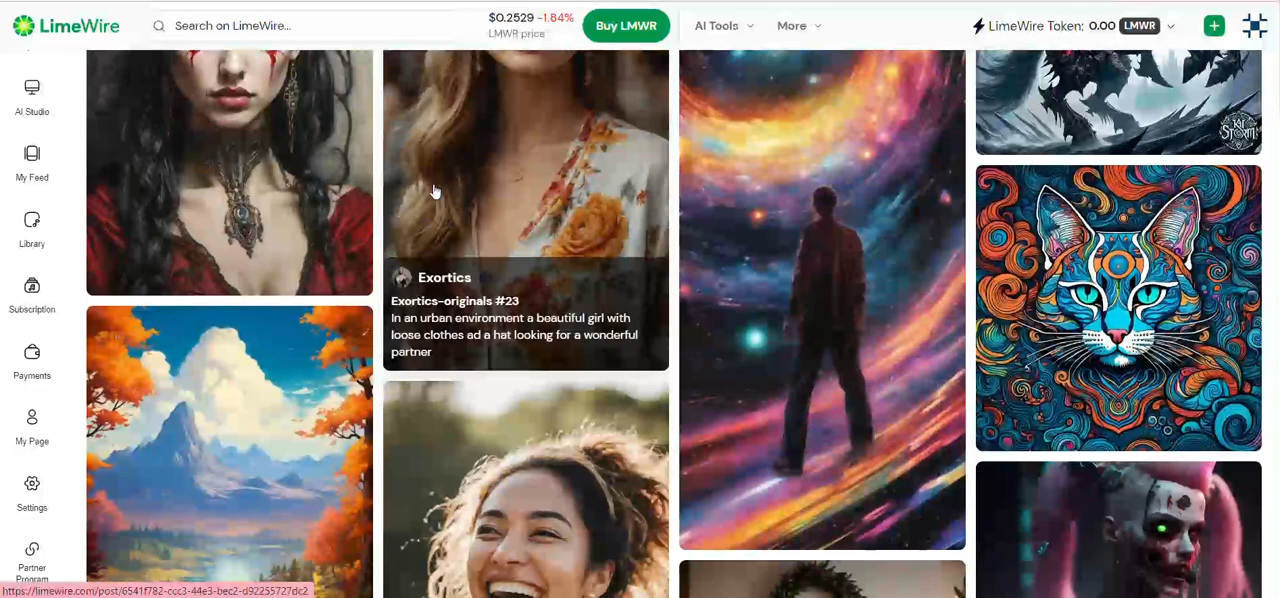 LimeWire
Search on LimeWire...
$0.2529 -1.84%
LMWR price
Buy LMWR
AI Tools
More
LimeWire Token: 0.00 LMWR
AI Studio
My Feed
Library
Subscription
Payments
My Page
Settings
Partner
Program
Exortics
Exortics-originals #23
In an urban environment a beautiful girl with
loose clothes ad a hat looking for a wonderful
partner
KAI
STORM
https://limewire.com/post/6541f782-ccc3-44e3-bec2-d92255727dc2